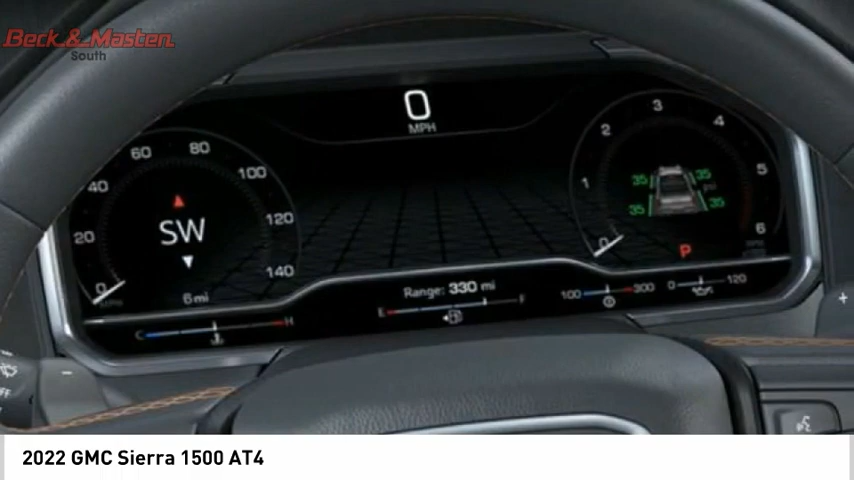 Beck & Masten
South
0
MPH
0 20 40 60 80 100 120 140
SW
6 mi
0 1 2 3 4 5 6
35 35
psi
35 35
P
Range: 330 mi
C H
E F
100 300
0 120
OFF
+
2022 GMC Sierra 1500 AT4